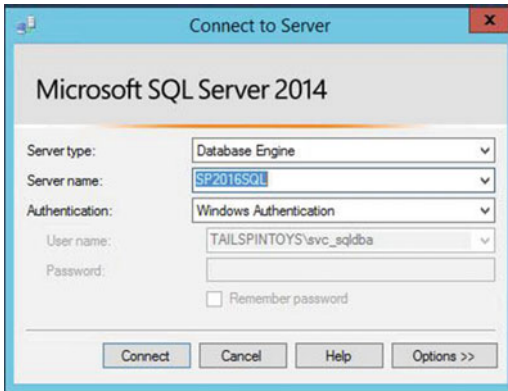 Connect to Server
x
Microsoft SQL Server 2014
Server type: Database Engine
Server name: SP2016SQL
Authentication: Windows Authentication
User name: TAILSPINTOYS\svc_sqldba
Password:
Remember password
Connect Cancel Help Options >>